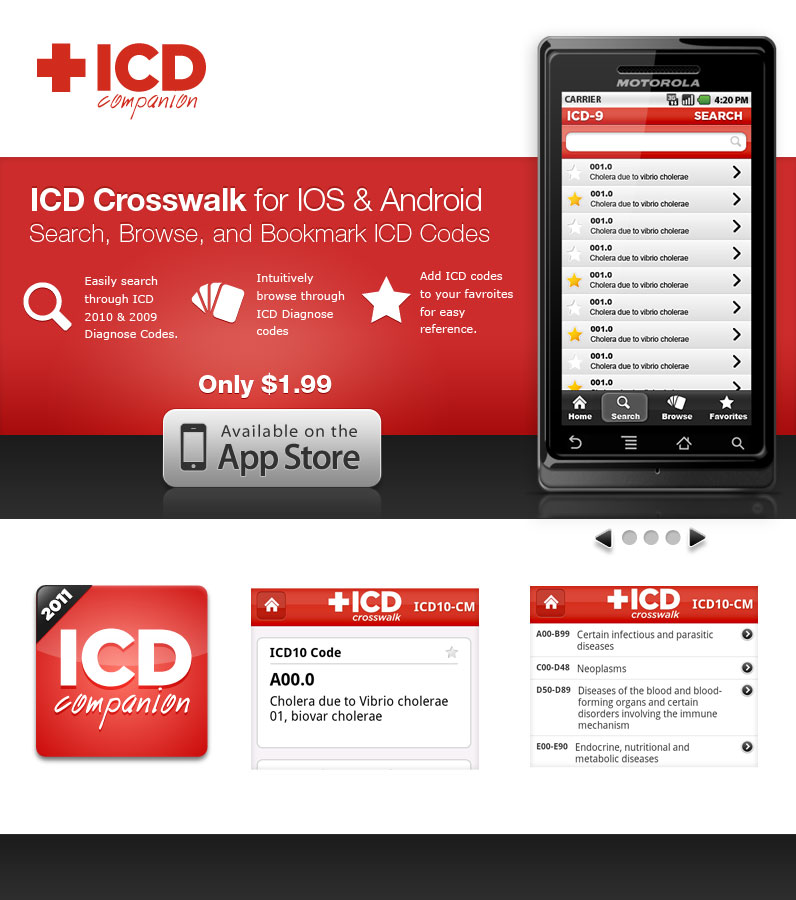 ICD
companion
MOTOROLA
CARRIER 4:20 PM
ICD-9 SEARCH
001.0
Cholera due to vibrio cholerae
001.0
Cholera due to vibrio cholerae
001.0
Cholera due to vibrio cholerae
001.0
Cholera due to vibrio cholerae
001.0
Cholera due to vibrio cholerae
001.0
Cholera due to vibrio cholerae
001.0
Cholera due to vibrio cholerae
001.0
Cholera due to vibrio cholerae
001.0
Cholera due to vibrio cholerae
Home Search Browse Favorites
ICD Crosswalk for IOS & Android
Search, Browse, and Bookmark ICD Codes
Easily search
through ICD
2010 & 2009
Diagnose Codes.
Intuitively
browse through
ICD Diagnose
codes
Add ICD codes
to your favroites
for easy
reference.
Only $1.99
Available on the
App Store
2011
ICD
companion
ICD
crosswalk
ICD10-CM
ICD10 Code
A00.0
Cholera due to Vibrio cholerae
01, biovar cholerae
ICD
crosswalk
ICD10-CM
A00-B99 Certain infectious and parasitic
diseases
C00-D48 Neoplasms
D50-D89 Diseases of the blood and blood-
forming organs and certain
disorders involving the immune
mechanism
E00-E90 Endocrine, nutritional and
metabolic diseases